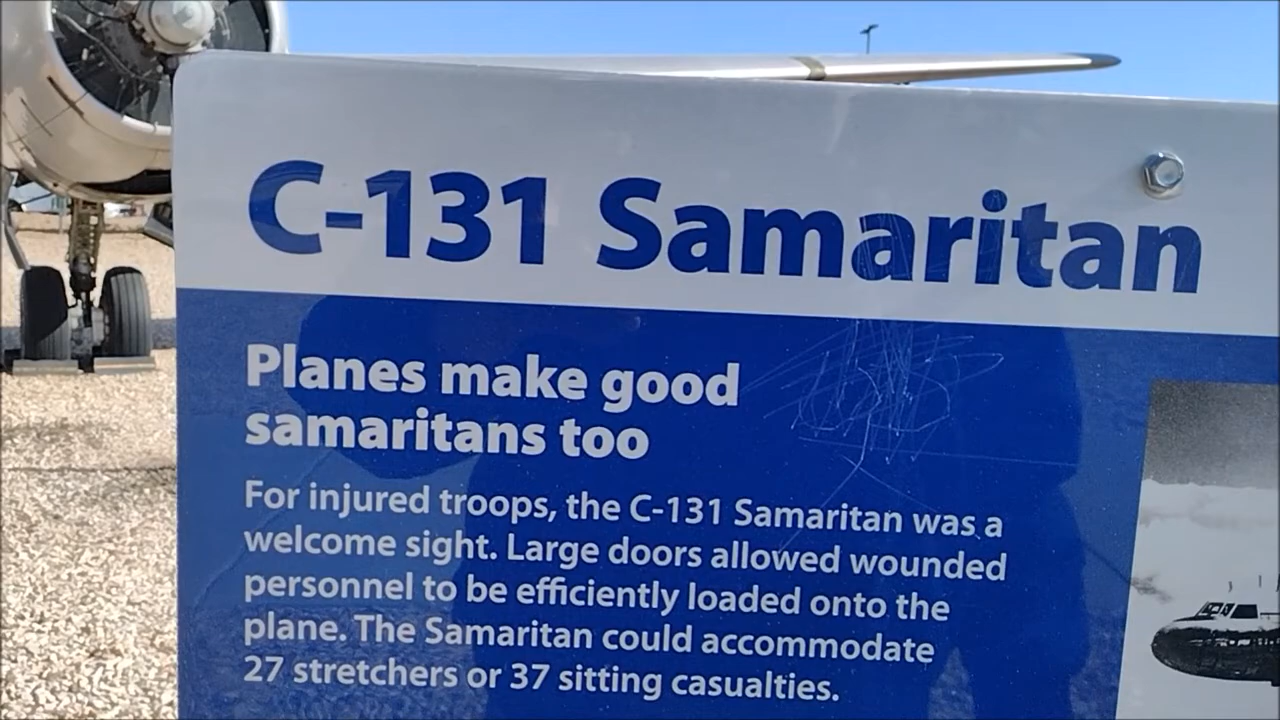 C-131 Samaritan
Planes make good
samaritans too
For injured troops, the C-131 Samaritan was a
welcome sight. Large doors allowed wounded
personnel to be efficiently loaded onto the
plane. The Samaritan could accommodate
27 stretchers or 37 sitting casualties.